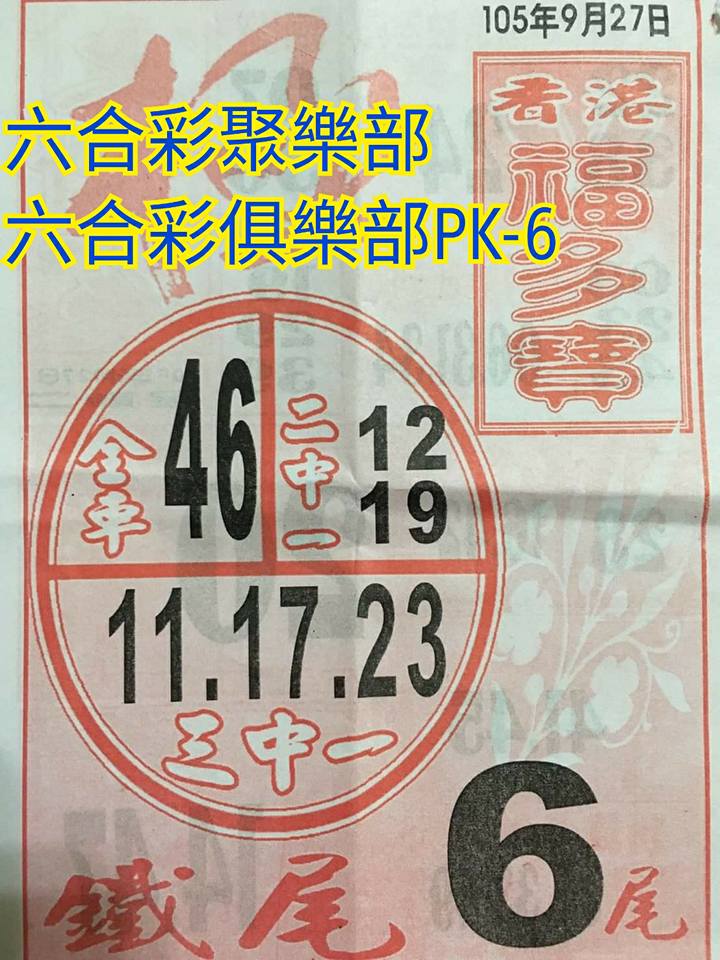 105年9月27日
香港
福多寶
六合彩聚樂部
六合彩俱樂部PK-6
全車
46
二中一
12
19
11.17.23
三中一
鐵尾
6尾